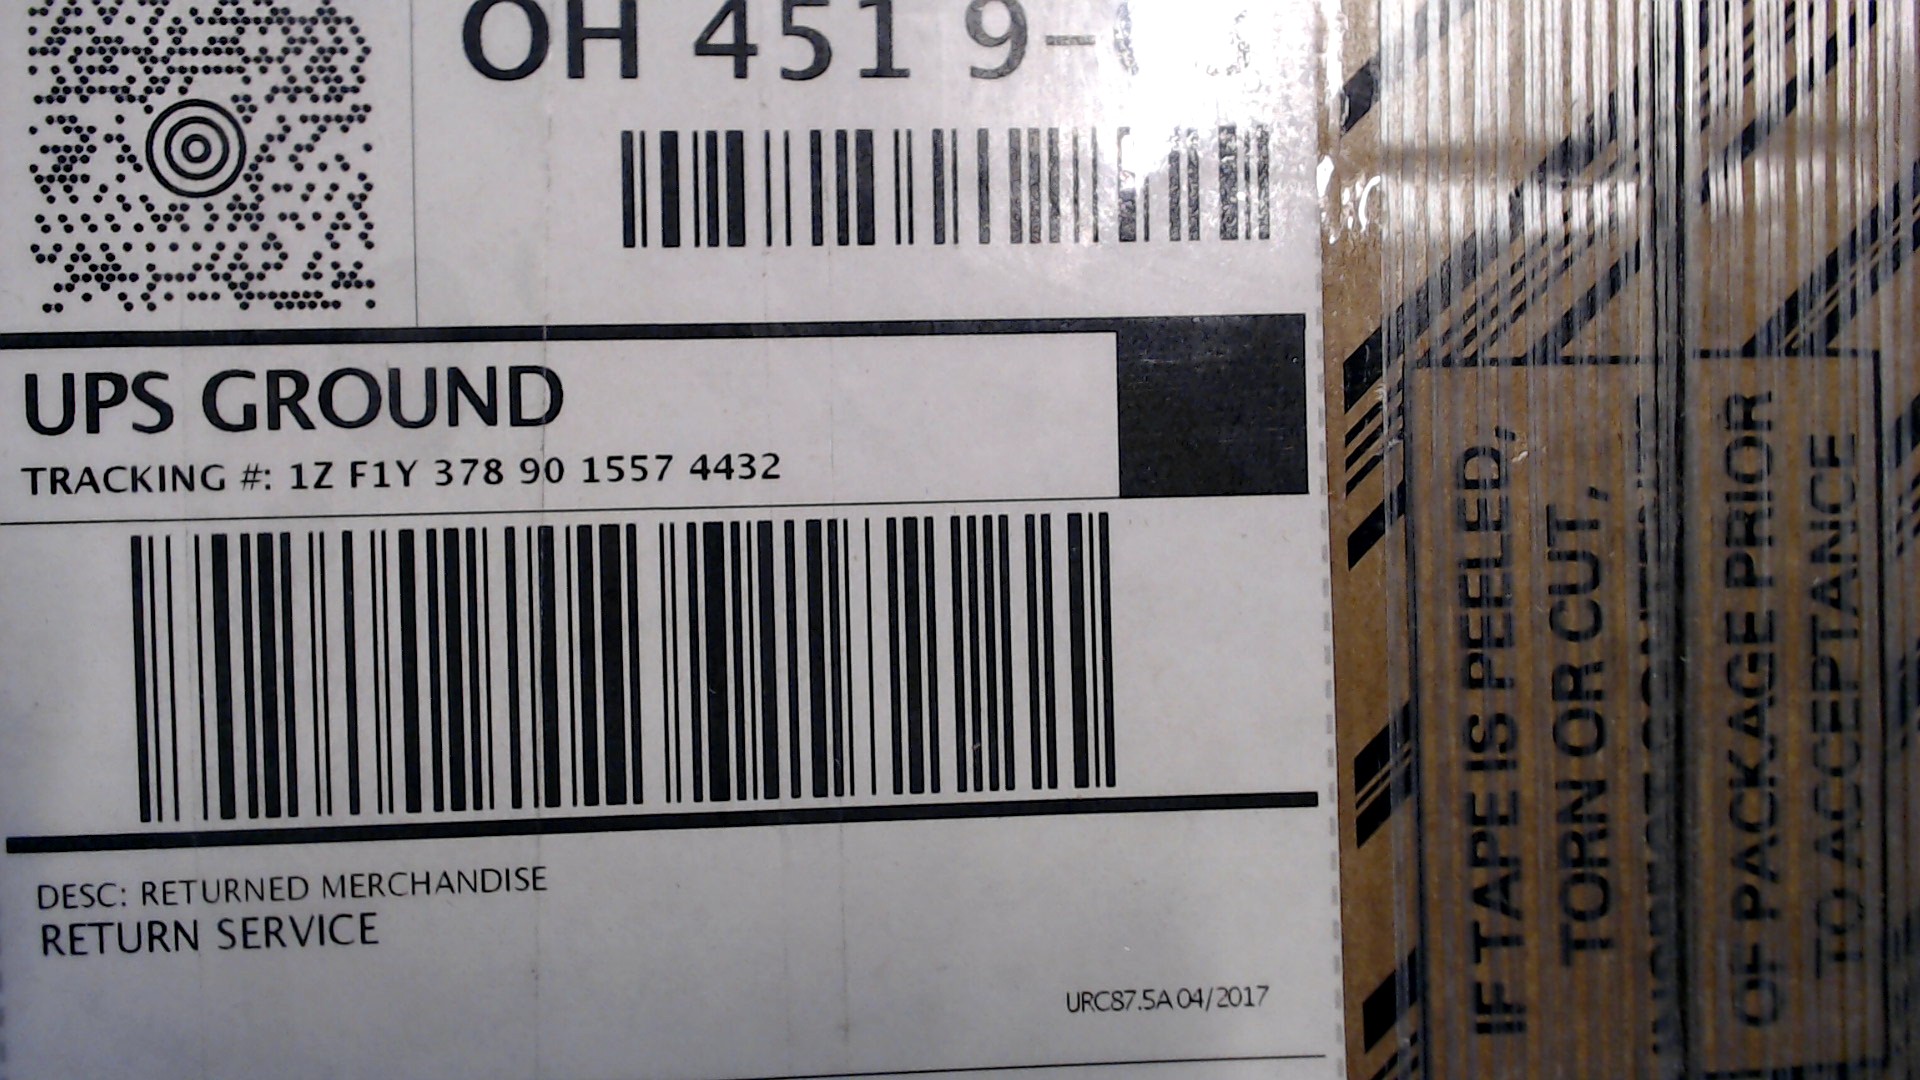 OH 451 9-
UPS GROUND
TRACKING #: 1Z F1Y 378 90 1557 4432
DESC: RETURNED MERCHANDISE
RETURN SERVICE
URC87.5A 04/2017
IF TAPE IS PEELED,
TORN OR CUT,
OF PACKAGE PRIOR
TO ACCEPTANCE